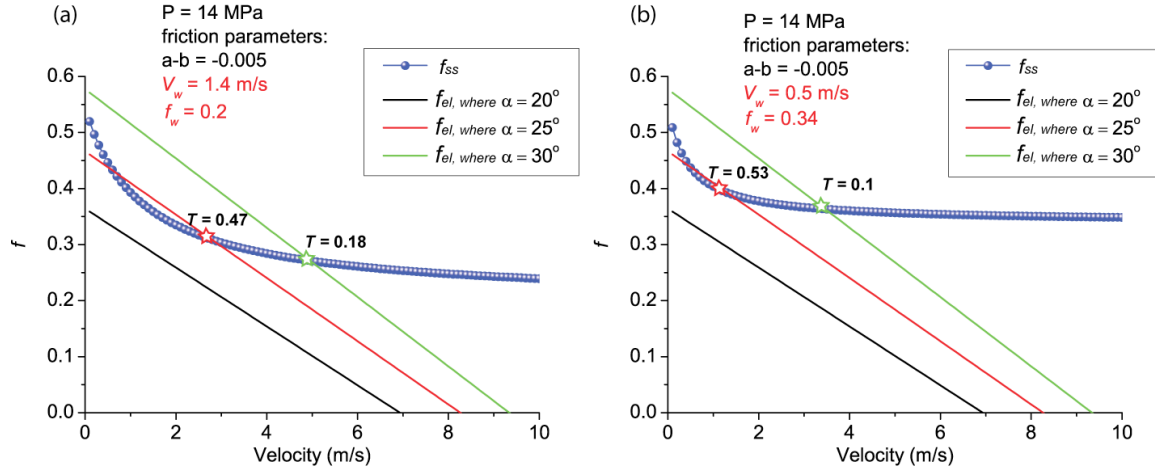 (a)
P = 14 MPa
friction parameters:
a-b = -0.005
V_w = 1.4 m/s
f_w = 0.2
f_ss
f_el, where α = 20°
f_el, where α = 25°
f_el, where α = 30°
0.6
0.5
0.4
0.3
0.2
0.1
0.0
f
T = 0.47
T = 0.18
0 2 4 6 8 10
Velocity (m/s)
(b)
P = 14 MPa
friction parameters:
a-b = -0.005
V_w = 0.5 m/s
f_w = 0.34
f_ss
f_el, where α = 20°
f_el, where α = 25°
f_el, where α = 30°
0.6
0.5
0.4
0.3
0.2
0.1
0.0
f
T = 0.53
T = 0.1
0 2 4 6 8 10
Velocity (m/s)